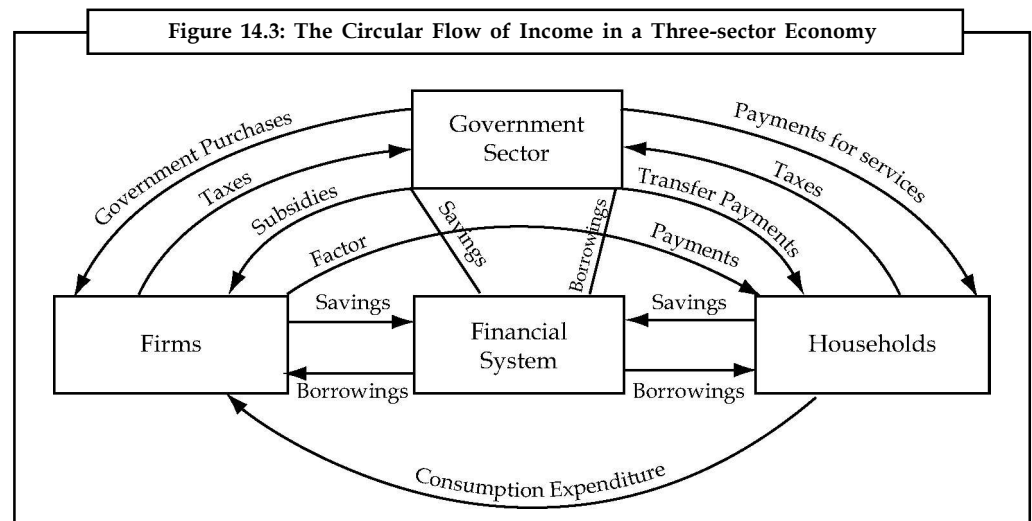 Figure 14.3: The Circular Flow of Income in a Three-sector Economy
Government
Sector
Government Purchases
Taxes
Subsidies
Savings
Borrowings
Transfer Payments
Taxes
Payments for services
Factor
Payments
Firms
Savings
Borrowings
Financial
System
Savings
Borrowings
Households
Consumption Expenditure